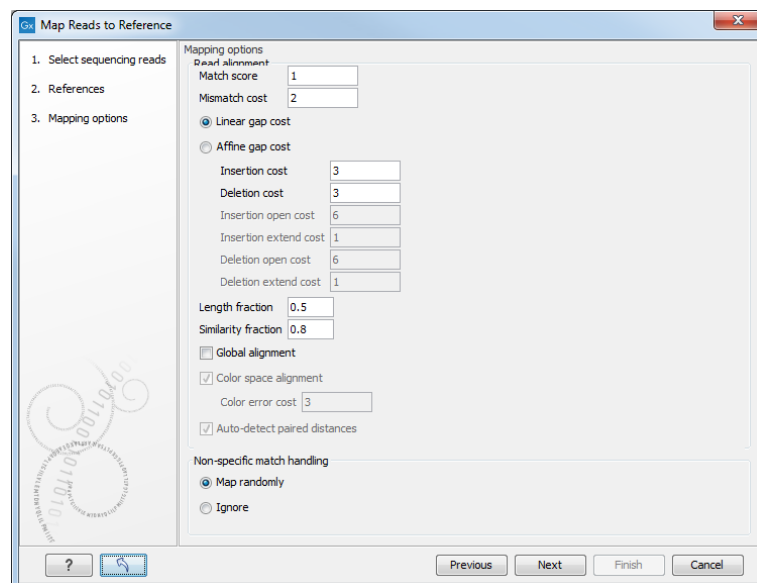 Gx Map Reads to Reference
1. Select sequencing reads
2. References
3. Mapping options
Mapping options
Read alignment
Match score 1
Mismatch cost 2
Linear gap cost
Affine gap cost
Insertion cost 3
Deletion cost 3
Insertion open cost 6
Insertion extend cost 1
Deletion open cost 6
Deletion extend cost 1
Length fraction 0.5
Similarity fraction 0.8
Global alignment
Color space alignment
Color error cost 3
Auto-detect paired distances
Non-specific match handling
Map randomly
Ignore
? Previous Next Finish Cancel